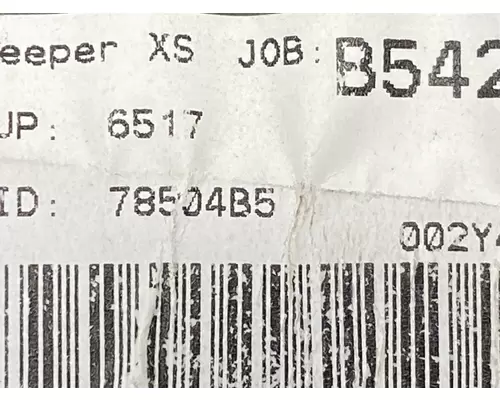 eeper XS JOB: B542
UP: 6517
ID: 78504B5
002Y4